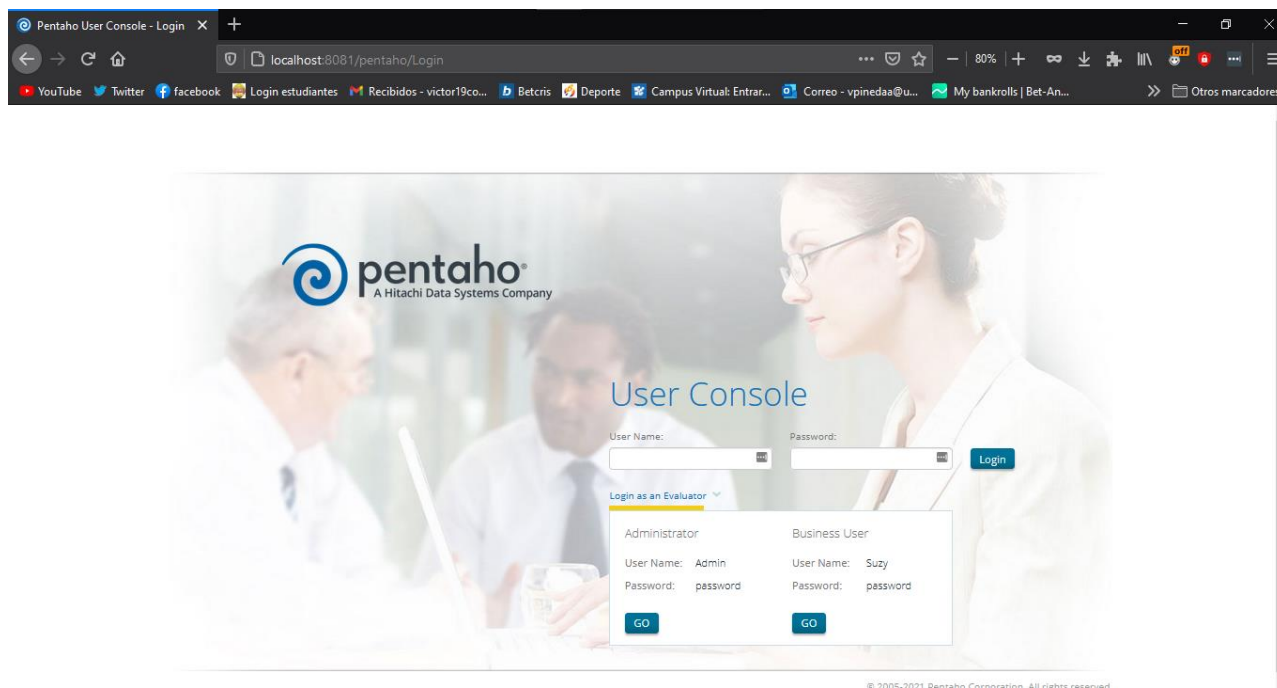 Pentaho User Console - Login
localhost:8081/pentaho/Login
80%
off
YouTube Twitter facebook Login estudiantes Recibidos - victor19co... Betcris Deporte Campus Virtual: Entrar... Correo - vpinedaa@u... My bankrolls | Bet-An... Otros marcadores
pentaho
A Hitachi Data Systems Company
User Console
User Name: Password:
Login
Login as an Evaluator
Administrator Business User
User Name: Admin User Name: Suzy
Password: password Password: password
GO GO
© 2005-2021 Pentaho Corporation. All rights reserved.